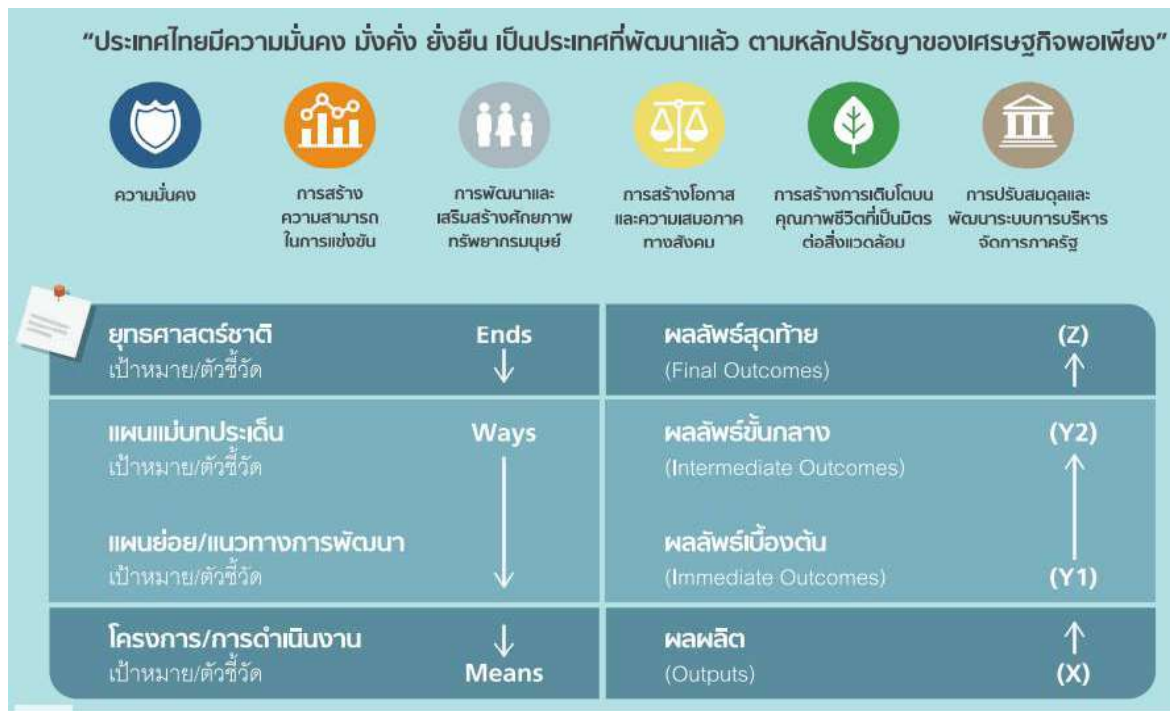 “ประเทศไทยมีความมั่นคง มั่งคั่ง ยั่งยืน เป็นประเทศที่พัฒนาแล้ว ตามหลักปรัชญาของเศรษฐกิจพอเพียง”
ความมั่นคง
การสร้าง
ความสามารถ
ในการแข่งขัน
การพัฒนาและ
เสริมสร้างศักยภาพ
ทรัพยากรมนุษย์
การสร้างโอกาส
และความเสมอภาค
ทางสังคม
การสร้างการเติบโตบน
คุณภาพชีวิตที่เป็นมิตร
ต่อสิ่งแวดล้อม
การปรับสมดุลและ
พัฒนาระบบการบริหาร
จัดการภาครัฐ
ยุทธศาสตร์ชาติ Ends ผลลัพธ์สุดท้าย (Z)
เป้าหมาย/ตัวชี้วัด (Final Outcomes)
แผนแม่บทประเด็น Ways ผลลัพธ์ขั้นกลาง (Y2)
เป้าหมาย/ตัวชี้วัด (Intermediate Outcomes)
แผนย่อย/แนวทางการพัฒนา ผลลัพธ์เบื้องต้น
เป้าหมาย/ตัวชี้วัด (Immediate Outcomes) (Y1)
โครงการ/การดำเนินงาน ผลผลิต
เป้าหมาย/ตัวชี้วัด Means (Outputs) (X)